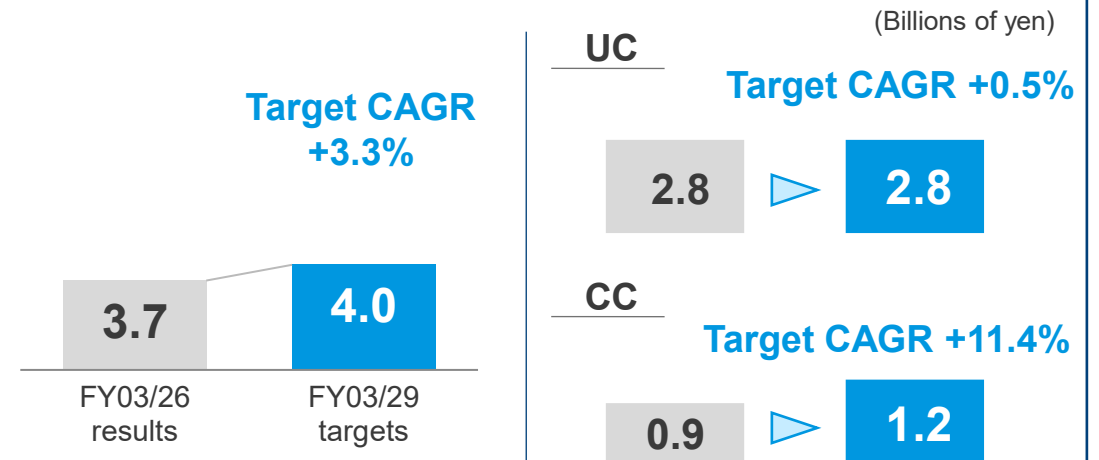 (Billions of yen)
Target CAGR
+3.3%
3.7
4.0
FY03/26
results
FY03/29
targets
UC
Target CAGR +0.5%
2.8
2.8
CC
Target CAGR +11.4%
0.9
1.2